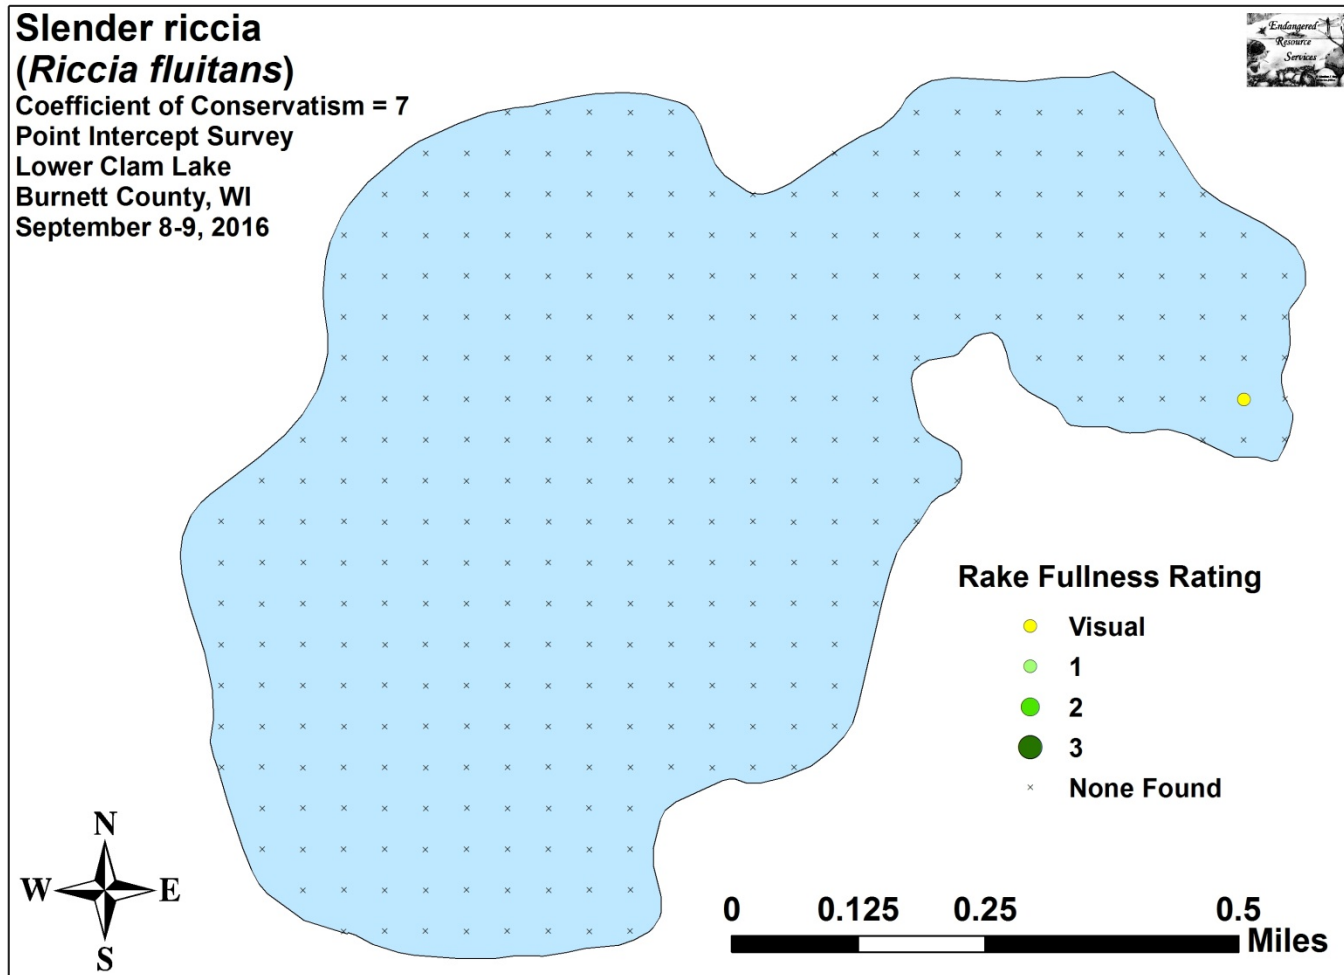 Slender riccia
(Riccia fluitans)
Coefficient of Conservatism = 7
Point Intercept Survey
Lower Clam Lake
Burnett County, WI
September 8-9, 2016
Endangered
Resource
Services
Rake Fullness Rating
Visual
1
2
3
None Found
N
W E
S
0 0.125 0.25 0.5
Miles